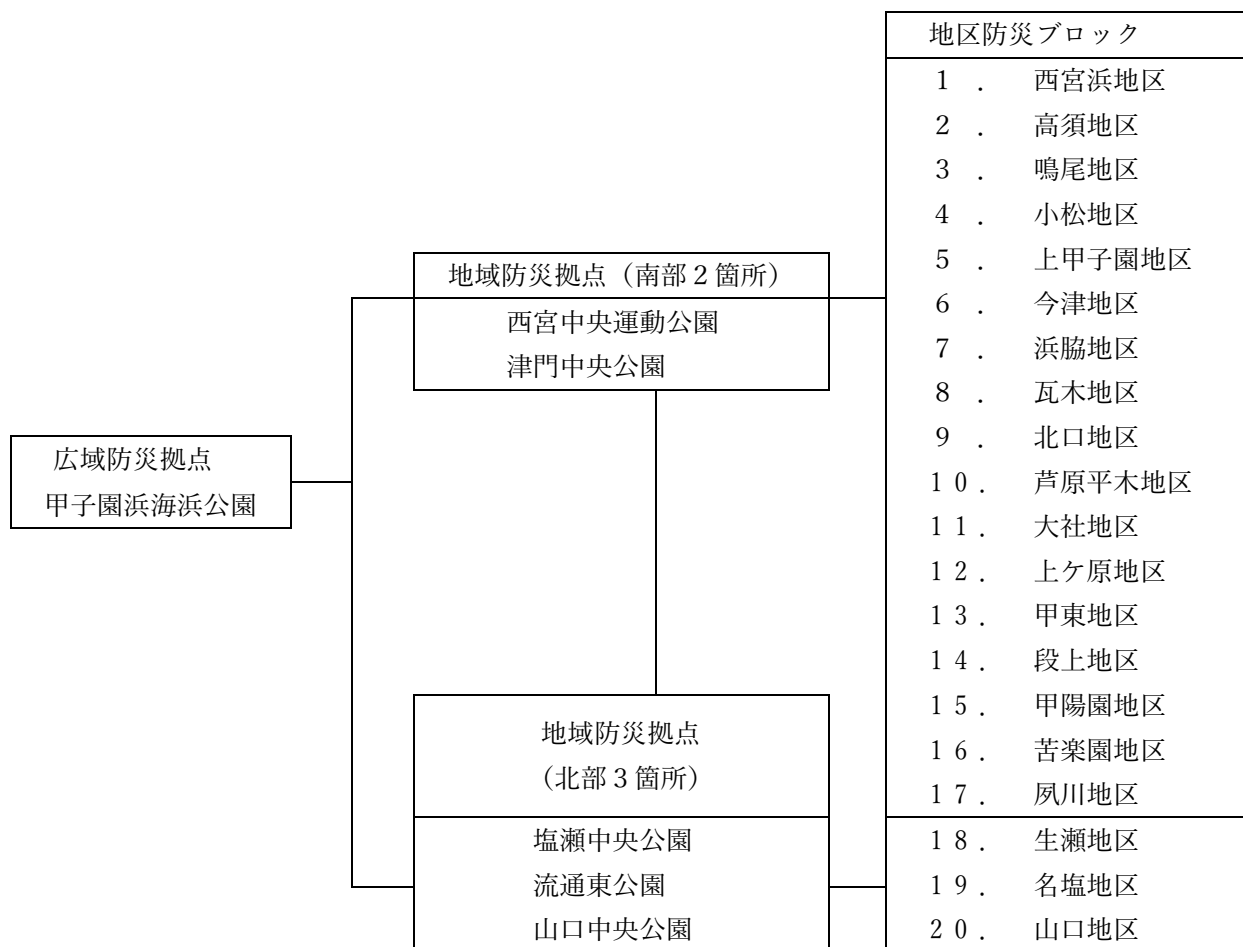 広域防災拠点
甲子園浜海浜公園
地域防災拠点（南部２箇所）
西宮中央運動公園
津門中央公園
地域防災拠点
（北部３箇所）
塩瀬中央公園
流通東公園
山口中央公園
地区防災ブロック
１．　西宮浜地区
２．　高須地区
３．　鳴尾地区
４．　小松地区
５．　上甲子園地区
６．　今津地区
７．　浜脇地区
８．　瓦木地区
９．　北口地区
１０．　芦原平木地区
１１．　大社地区
１２．　上ケ原地区
１３．　甲東地区
１４．　段上地区
１５．　甲陽園地区
１６．　苦楽園地区
１７．　夙川地区
１８．　生瀬地区
１９．　名塩地区
２０．　山口地区